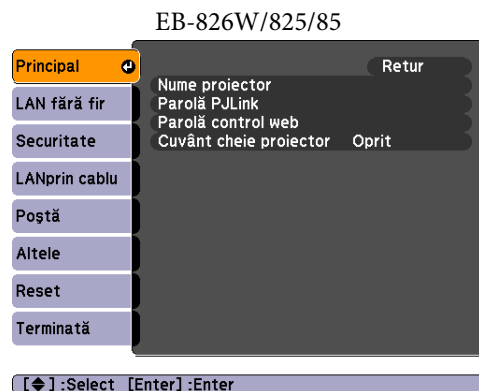 EB-826W/825/85
Principal
Retur
Nume proiector
Parolă PJLink
Parolă control web
Cuvânt cheie proiector Oprit
LAN fără fir
Securitate
LANprin cablu
Poştă
Altele
Reset
Terminată
[ ] :Select [Enter] :Enter